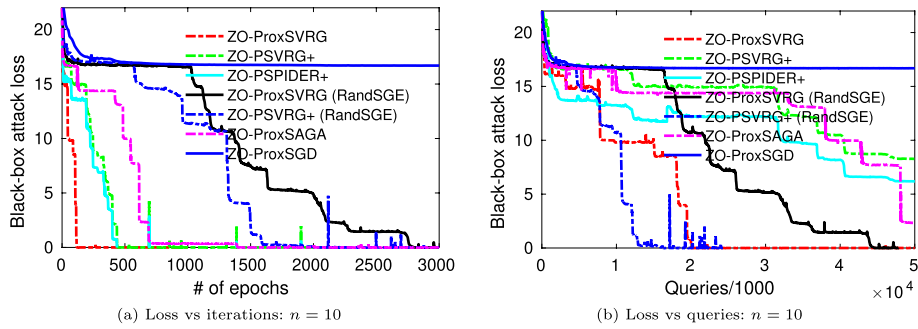 20
15
10
5
0
Black-box attack loss
ZO-ProxSVRG
ZO-PSVRG+
ZO-PSPIDER+
ZO-ProxSVRG (RandSGE)
ZO-PSVRG+ (RandSGE)
ZO-ProxSAGA
ZO-ProxSGD
0 500 1000 1500 2000 2500 3000
# of epochs
(a) Loss vs iterations: n = 10
20
15
10
5
0
Black-box attack loss
ZO-ProxSVRG
ZO-PSVRG+
ZO-PSPIDER+
ZO-ProxSVRG (RandSGE)
ZO-PSVRG+ (RandSGE)
ZO-ProxSAGA
ZO-ProxSGD
0 1 2 3 4 5
Queries/1000 × 10⁴
(b) Loss vs queries: n = 10